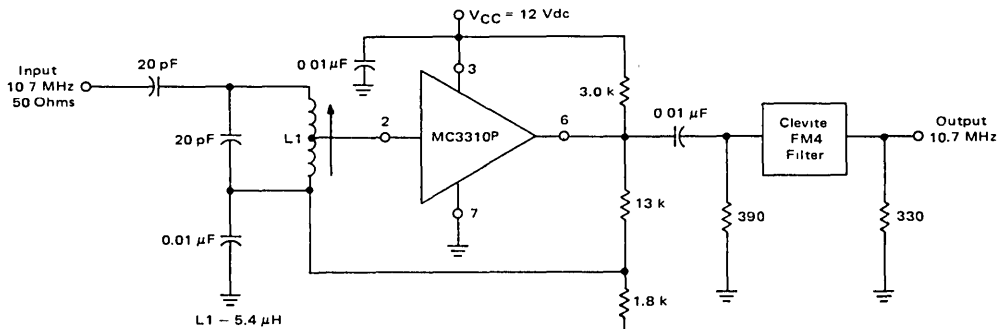 VCC = 12 Vdc
Input
10 7 MHz
50 Ohms
20 pF
0 01 µF
3
3.0 k
0 01 µF
20 pF
L1
2
MC3310P
6
Clevite
FM4
Filter
Output
10.7 MHz
7
13 k
390
330
0.01 µF
1.8 k
L1 – 5.4 µH